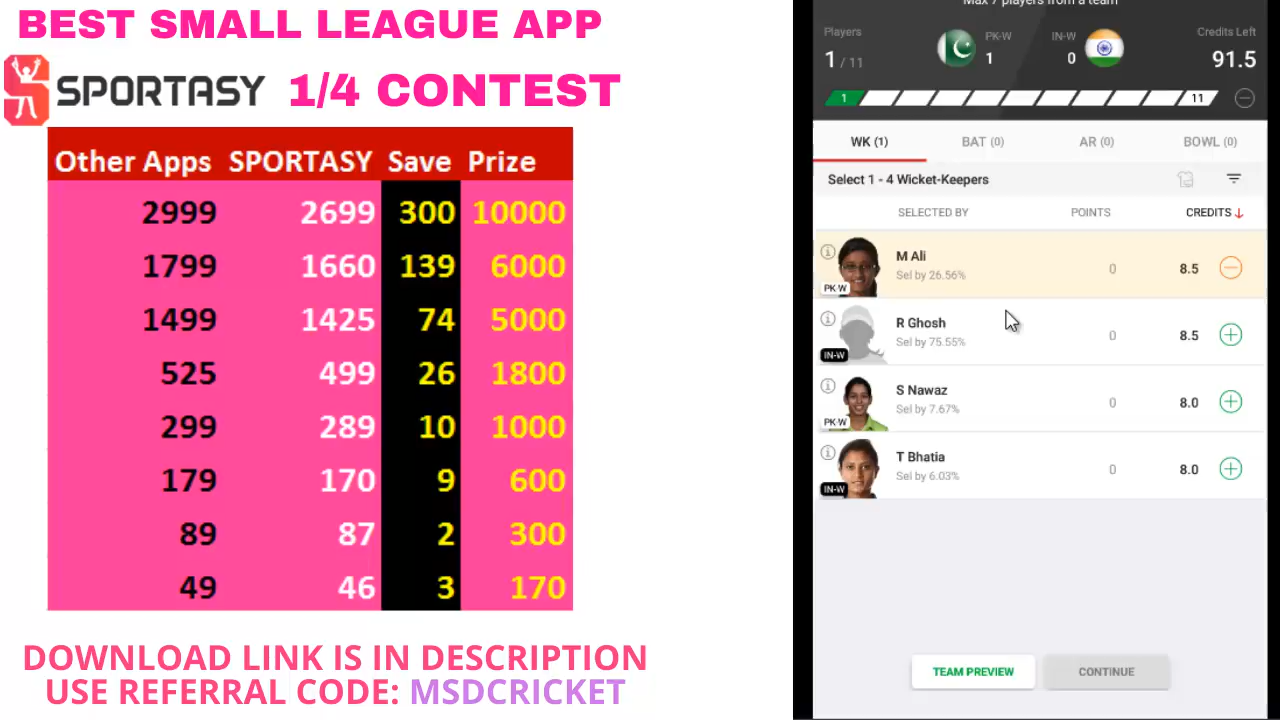 BEST SMALL LEAGUE APP
SPORTASY 1/4 CONTEST
Other Apps SPORTASY Save Prize
2999 2699 300 10000
1799 1660 139 6000
1499 1425 74 5000
525 499 26 1800
299 289 10 1000
179 170 9 600
89 87 2 300
49 46 3 170
DOWNLOAD LINK IS IN DESCRIPTION
USE REFERRAL CODE: MSDCRICKET
Max 7 players from a team
Players PK-W IN-W Credits Left
1 / 11 1 0 91.5
1 11
WK (1) BAT (0) AR (0) BOWL (0)
Select 1 - 4 Wicket-Keepers
SELECTED BY POINTS CREDITS
M Ali
Sel by 26.56% 0 8.5
PK-W
R Ghosh
Sel by 75.55% 0 8.5
IN-W
S Nawaz
Sel by 7.67% 0 8.0
PK-W
T Bhatia
Sel by 6.03% 0 8.0
IN-W
TEAM PREVIEW CONTINUE